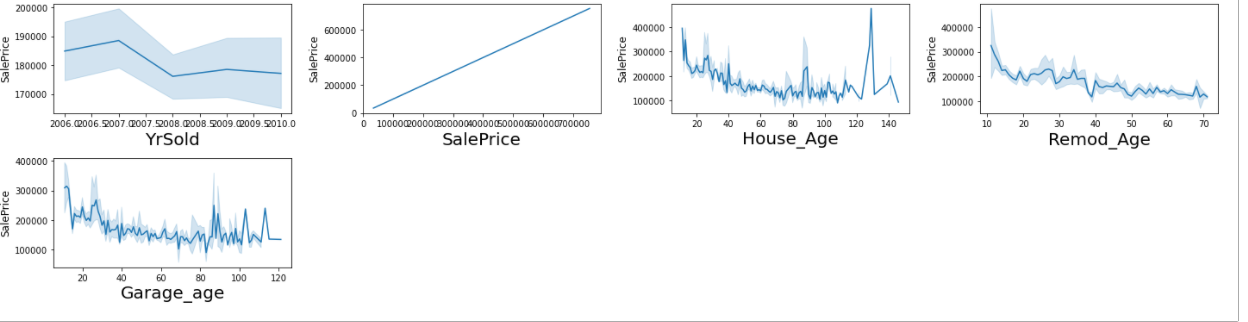 200000
190000
180000
170000
SalePrice
2006.0 2006.5 2007.0 2007.5 2008.0 2008.5 2009.0 2009.5 2010.0
YrSold
600000
400000
200000
0
SalePrice
0 100000 200000 300000 400000 500000 600000 700000
SalePrice
400000
300000
200000
100000
SalePrice
20 40 60 80 100 120 140
House_Age
400000
300000
200000
100000
SalePrice
10 20 30 40 50 60 70
Remod_Age
400000
300000
200000
100000
SalePrice
20 40 60 80 100 120
Garage_age